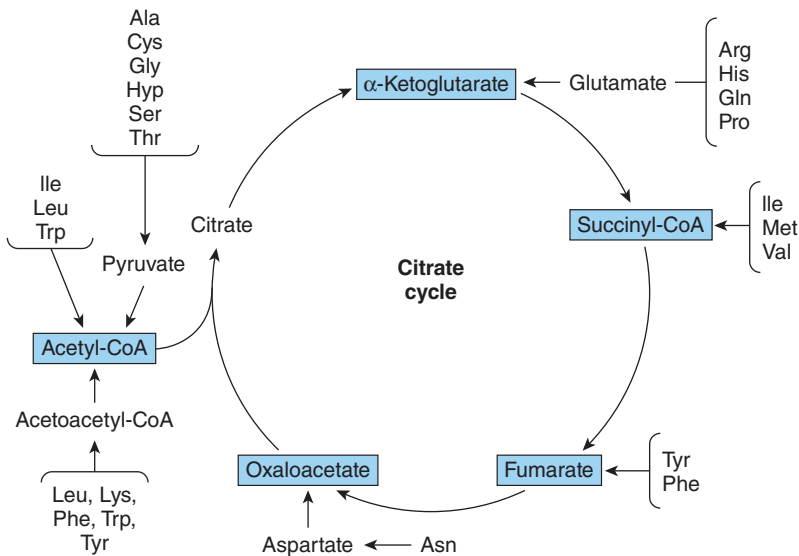 Ala
Cys
Gly
Hyp
Ser
Thr
Ile
Leu
Trp
Pyruvate
Citrate
Acetyl-CoA
Acetoacetyl-CoA
Leu, Lys,
Phe, Trp,
Tyr
α-Ketoglutarate
Glutamate
Arg
His
Gln
Pro
Succinyl-CoA
Ile
Met
Val
Citrate
cycle
Fumarate
Tyr
Phe
Oxaloacetate
Aspartate
Asn